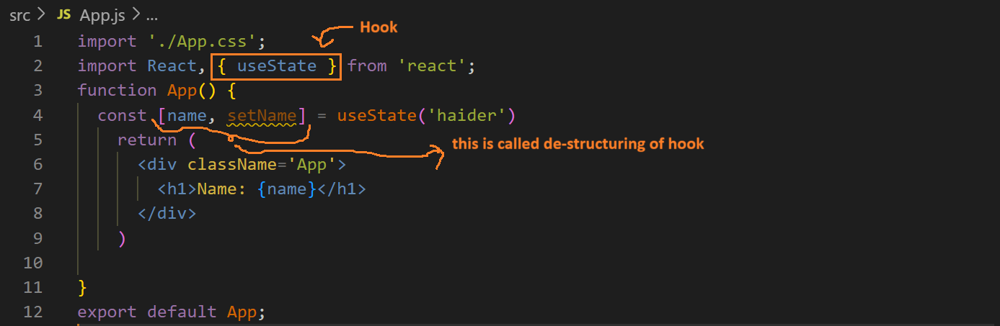 src > JS App.js > ...
Hook
1 import './App.css';
2 import React, { useState } from 'react';
3 function App() {
4 const [name, setName] = useState('haider')
5 return (
this is called de-structuring of hook
6 <div className='App'>
7 <h1>Name: {name}</h1>
8 </div>
9 )
10
11 }
12 export default App;